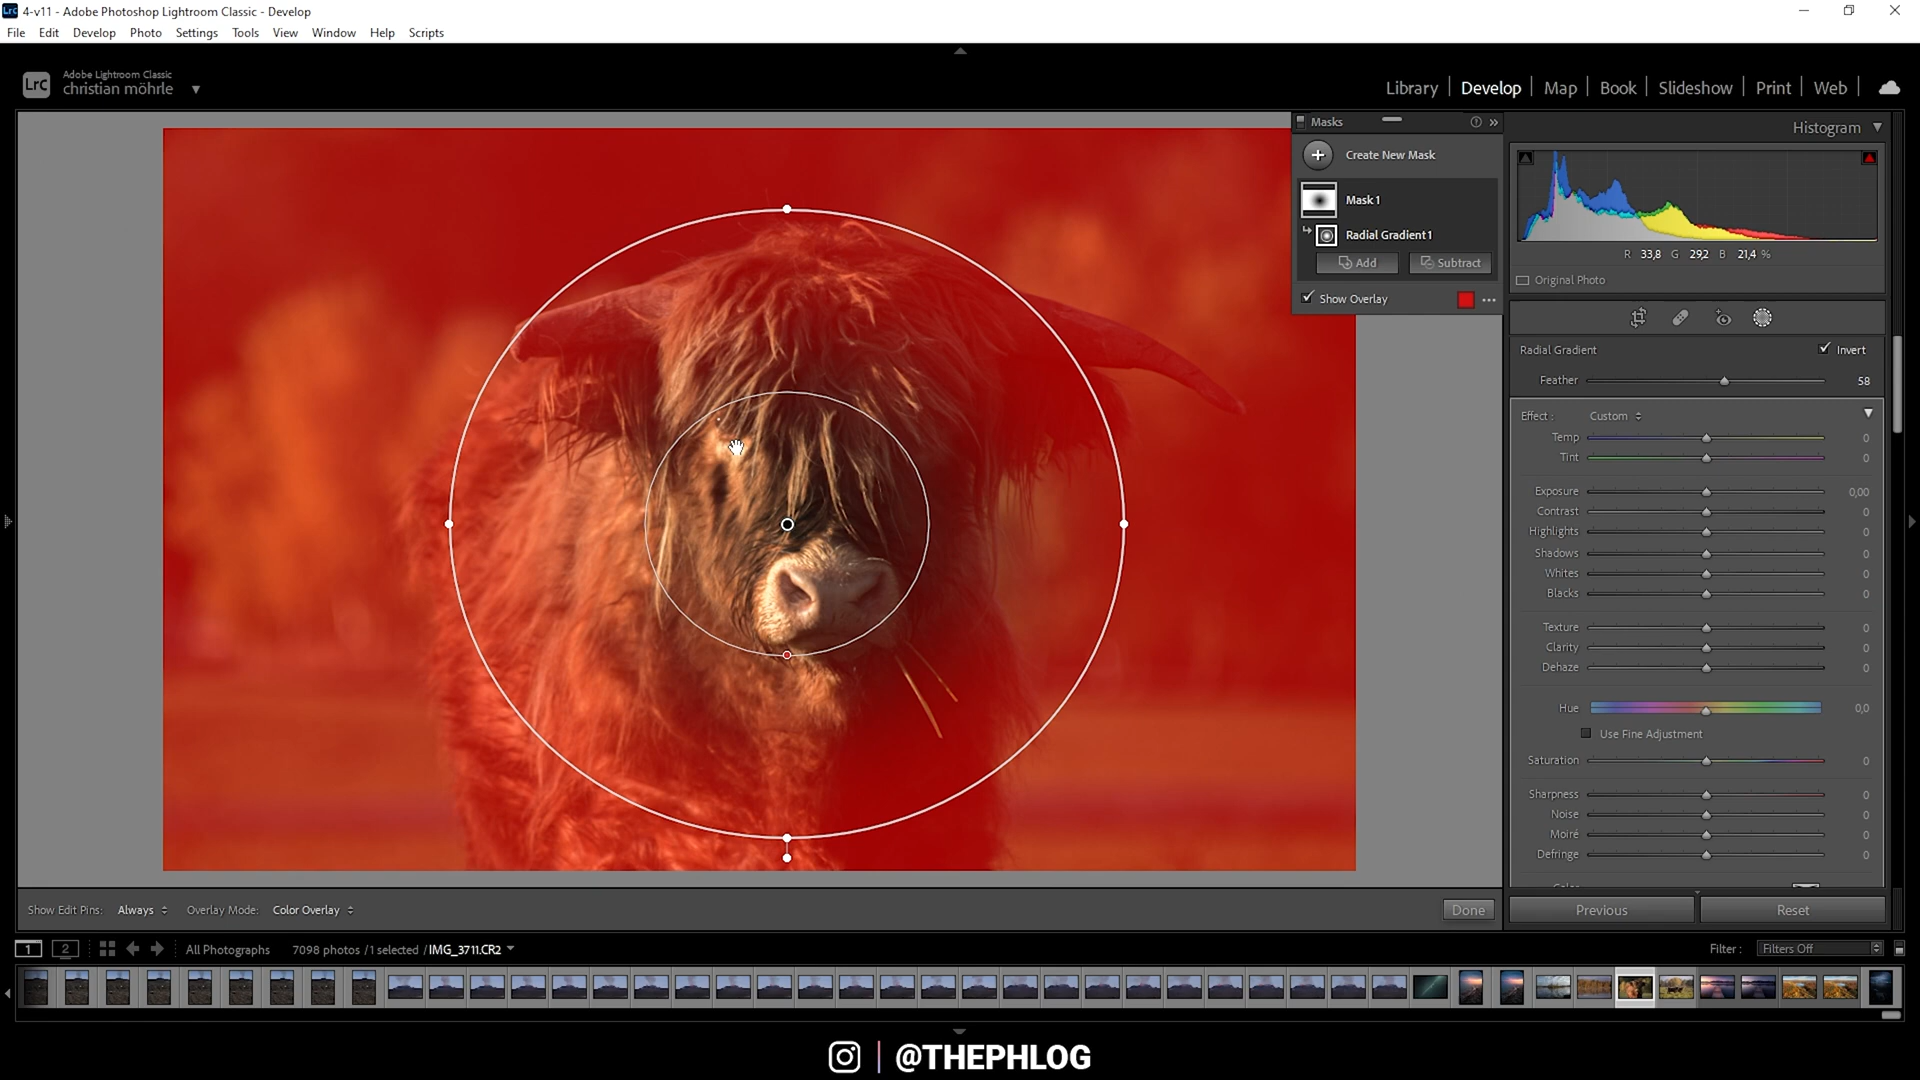 Lrc 4-v11 - Adobe Photoshop Lightroom Classic - Develop
File Edit Develop Photo Settings Tools View Window Help Scripts
LrC Adobe Lightroom Classic
christian möhrle
Library Develop Map Book Slideshow Print Web
Masks
Create New Mask
Mask 1
Radial Gradient 1
Add Subtract
Show Overlay
Histogram
R 33,8 G 29,2 B 21,4 %
Original Photo
Radial Gradient Invert
Feather 58
Effect : Custom
Temp 0
Tint 0
Exposure 0,00
Contrast 0
Highlights 0
Shadows 0
Whites 0
Blacks 0
Texture 0
Clarity 0
Dehaze 0
Hue 0,0
Use Fine Adjustment
Saturation 0
Sharpness 0
Noise 0
Moiré 0
Defringe 0
Show Edit Pins: Always Overlay Mode: Color Overlay Done
Previous Reset
1 2 All Photographs 7098 photos / 1 selected / IMG_3711.CR2 Filter : Filters Off
@THEPHLOG